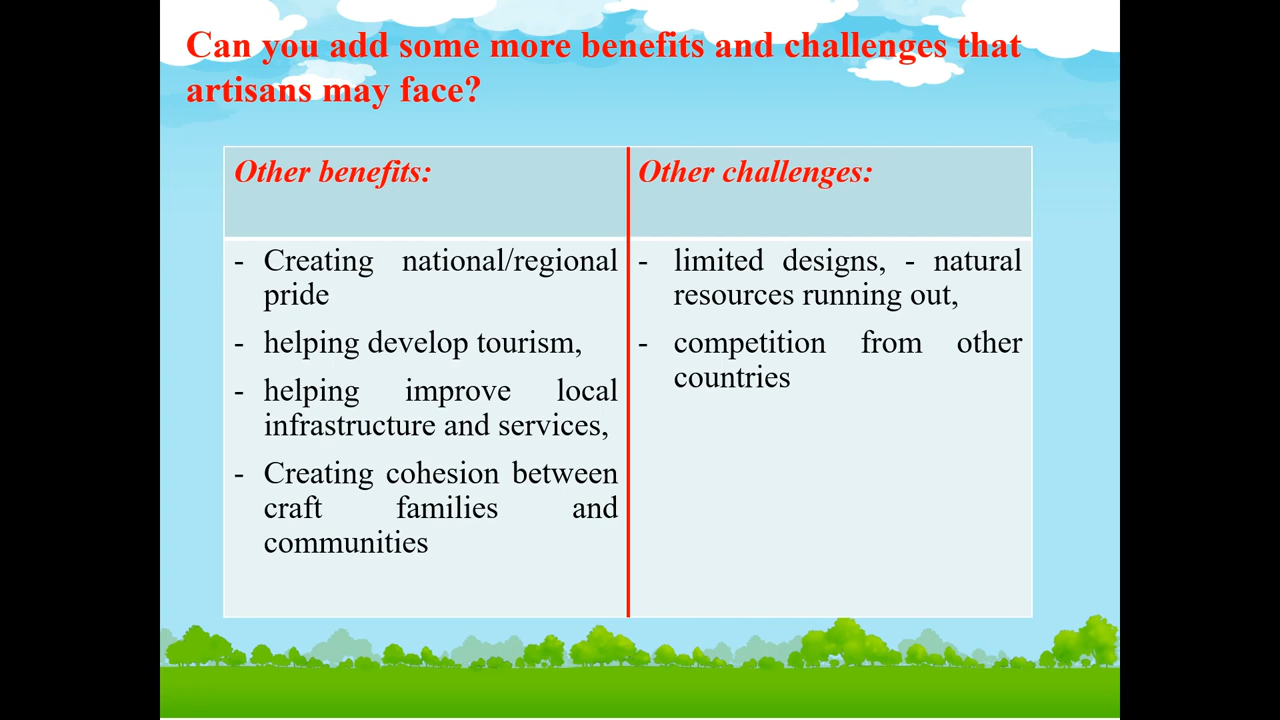 Can you add some more benefits and challenges that
artisans may face?
Other benefits:
- Creating national/regional
pride
- helping develop tourism,
- helping improve local
infrastructure and services,
- Creating cohesion between
craft families and
communities
Other challenges:
- limited designs, - natural
resources running out,
- competition from other
countries